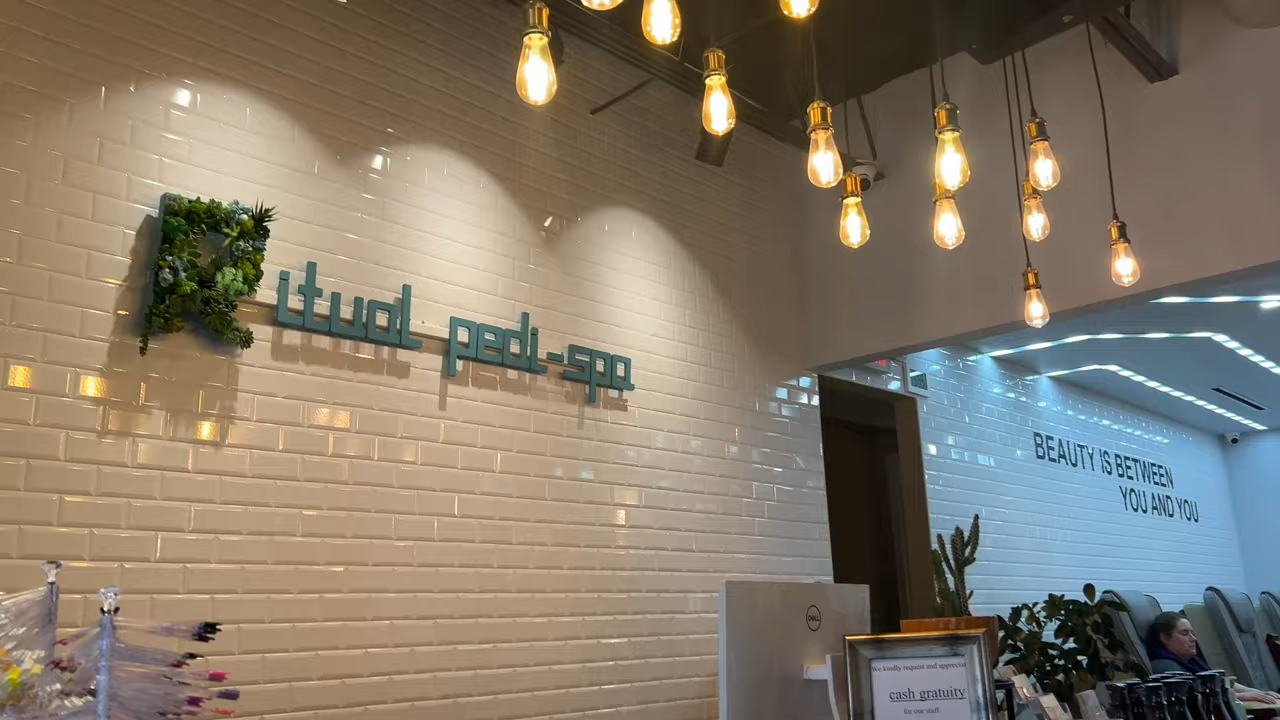 Ritual pedi-spa
BEAUTY IS BETWEEN
YOU AND YOU
DELL
We kindly request and appreciat
cash gratuity
for our staff